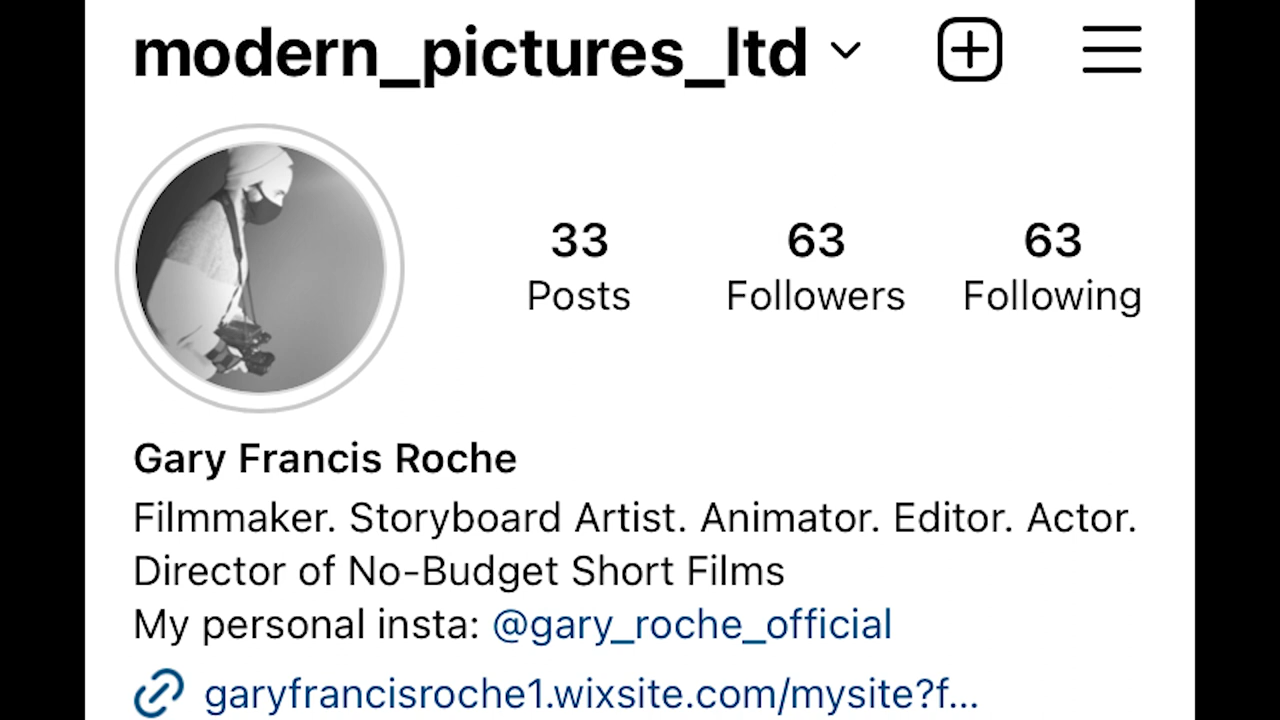 modern_pictures_ltd
33 63 63
Posts Followers Following
Gary Francis Roche
Filmmaker. Storyboard Artist. Animator. Editor. Actor.
Director of No-Budget Short Films
My personal insta: @gary_roche_official
garyfrancisroche1.wixsite.com/mysite?f...